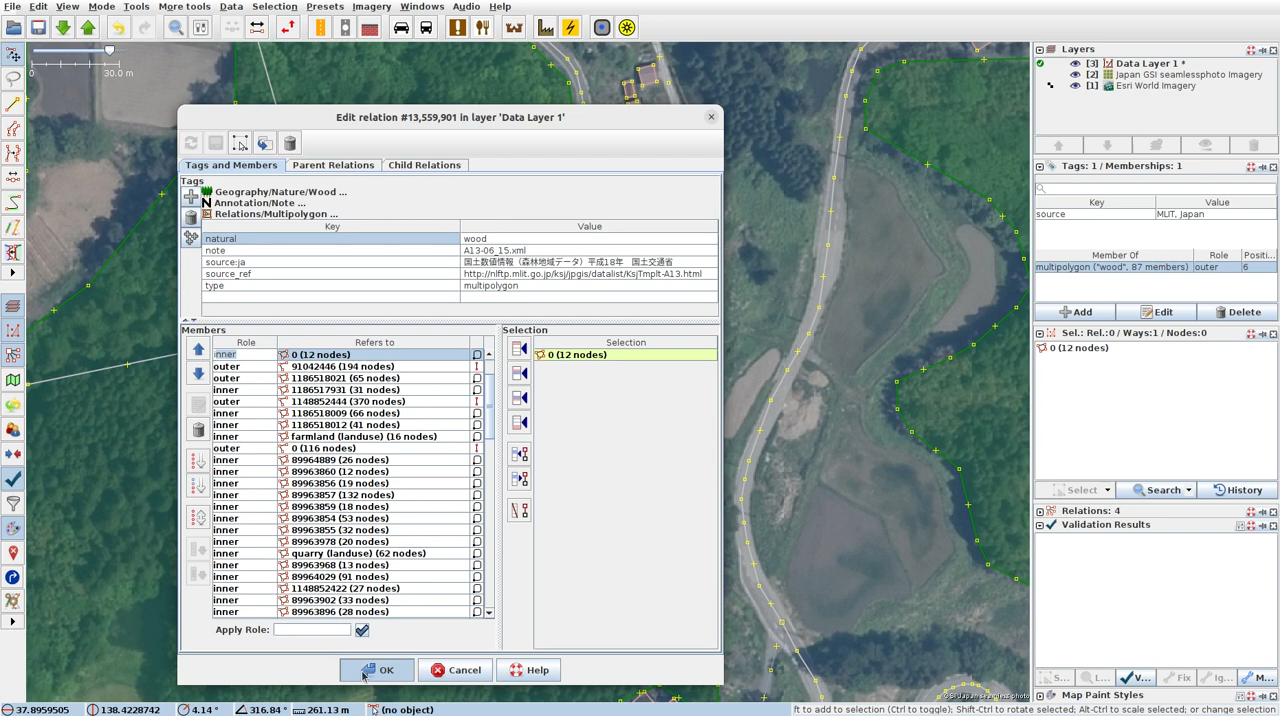 File Edit View Mode Tools More tools Data Selection Presets Imagery Windows Audio Help
0 30.0 m
Edit relation #13,559,901 in layer 'Data Layer 1'
Tags and Members Parent Relations Child Relations
Tags
Geography/Nature/Wood ...
Annotation/Note ...
Relations/Multipolygon ...
Key Value
natural wood
note A13-06_15.xml
source:ja 国土数値情報（森林地域データ）平成18年 国土交通省
source_ref http://nlftp.mlit.go.jp/ksj/jpgis/datalist/KsjTmplt-A13.html
type multipolygon
Members
Role Refers to
inner 0 (12 nodes)
outer 91042446 (194 nodes)
inner 1186518021 (65 nodes)
inner 1186517931 (31 nodes)
outer 1148852444 (370 nodes)
inner 1186518009 (66 nodes)
inner 1186518012 (41 nodes)
inner farmland (landuse) (16 nodes)
outer 0 (116 nodes)
inner 89964889 (26 nodes)
inner 89963860 (12 nodes)
inner 89963856 (19 nodes)
inner 89963857 (132 nodes)
inner 89963859 (18 nodes)
inner 89963854 (53 nodes)
inner 89963855 (32 nodes)
inner 89963978 (20 nodes)
inner quarry (landuse) (62 nodes)
inner 89963968 (13 nodes)
inner 89964029 (91 nodes)
inner 1148852422 (27 nodes)
inner 89963902 (33 nodes)
inner 89963896 (28 nodes)
Apply Role:
Selection
Selection
0 (12 nodes)
OK Cancel Help
Layers
[3] Data Layer 1 *
[2] Japan GSI seamlessphoto Imagery
[1] Esri World Imagery
Tags: 1 / Memberships: 1
Key Value
source MLIT, Japan
Member Of Role Positi...
multipolygon ("wood", 87 members) outer 6
Add Edit Delete
Sel.: Rel.:0 / Ways:1 / Nodes:0
0 (12 nodes)
Select Search History
Relations: 4
Validation Results
S... L... V... Fix Ig... M...
Map Paint Styles
37.8959505 138.4228742 4.14 ° 316.84 ° 261.13 m (no object) ft to add to selection (Ctrl to toggle); Shift-Ctrl to rotate selected; Alt-Ctrl to scale selected; or change selection